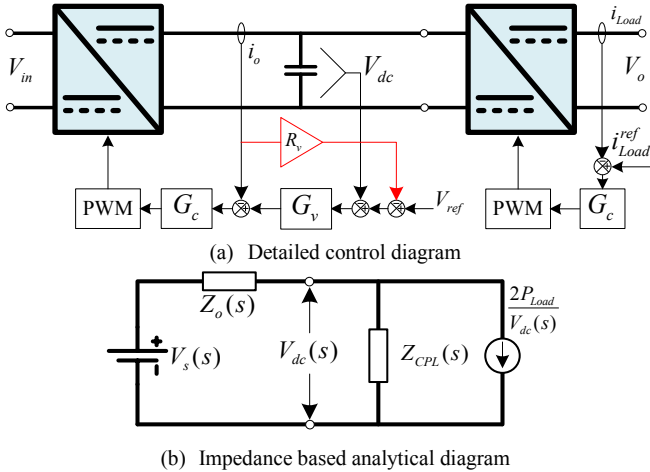 V_in
i_o
V_dc
i_Load
V_o
R_v
i_Load^ref
PWM
G_c
G_v
V_ref
PWM
G_c
(a) Detailed control diagram
Z_o(s)
2P_Load
V_dc(s)
V_s(s)
V_dc(s)
Z_CPL(s)
(b) Impedance based analytical diagram